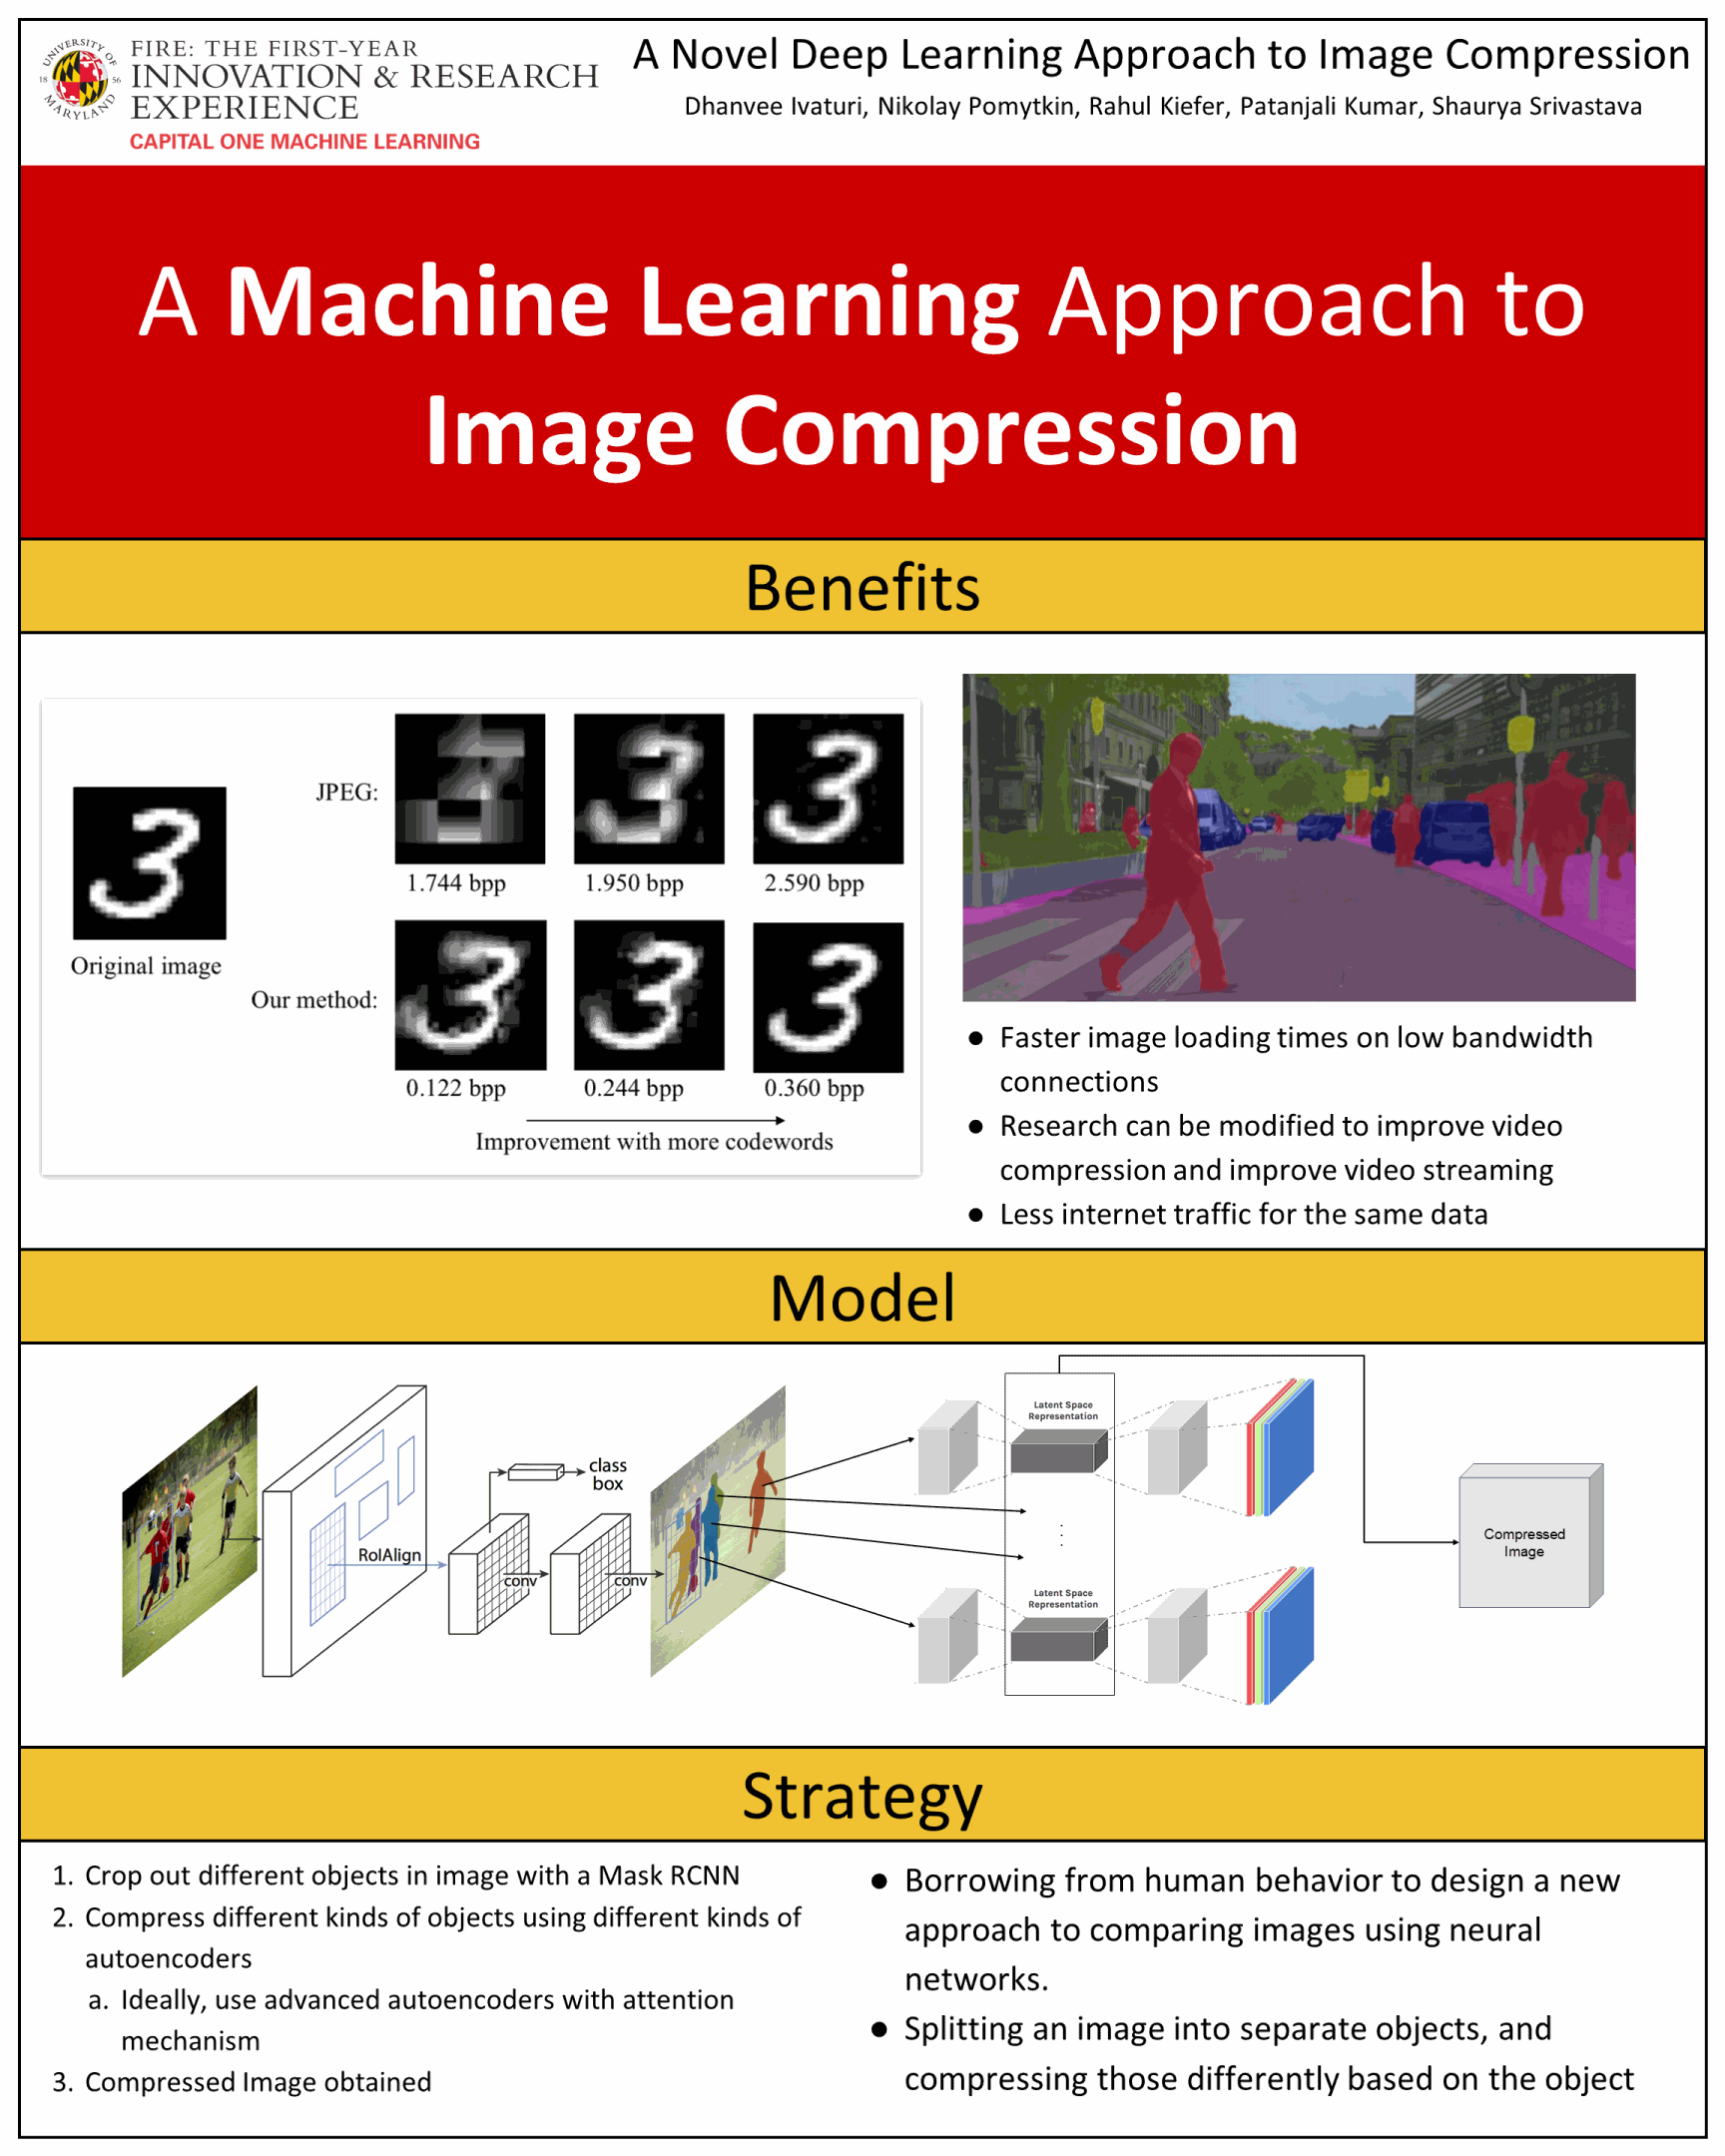 UNIVERSITY OF
18 56
MARYLAND
FIRE: THE FIRST-YEAR
INNOVATION & RESEARCH
EXPERIENCE
CAPITAL ONE MACHINE LEARNING
A Novel Deep Learning Approach to Image Compression
Dhanvee Ivaturi, Nikolay Pomytkin, Rahul Kiefer, Patanjali Kumar, Shaurya Srivastava
A Machine Learning Approach to
Image Compression
Benefits
Original image
JPEG:
1.744 bpp 1.950 bpp 2.590 bpp
Our method:
0.122 bpp 0.244 bpp 0.360 bpp
Improvement with more codewords
● Faster image loading times on low bandwidth
connections
● Research can be modified to improve video
compression and improve video streaming
● Less internet traffic for the same data
Model
RoIAlign
class
box
conv
conv
Latent Space
Representation
Latent Space
Representation
Compressed
Image
Strategy
1. Crop out different objects in image with a Mask RCNN
2. Compress different kinds of objects using different kinds of
autoencoders
a. Ideally, use advanced autoencoders with attention
mechanism
3. Compressed Image obtained
● Borrowing from human behavior to design a new
approach to comparing images using neural
networks.
● Splitting an image into separate objects, and
compressing those differently based on the object